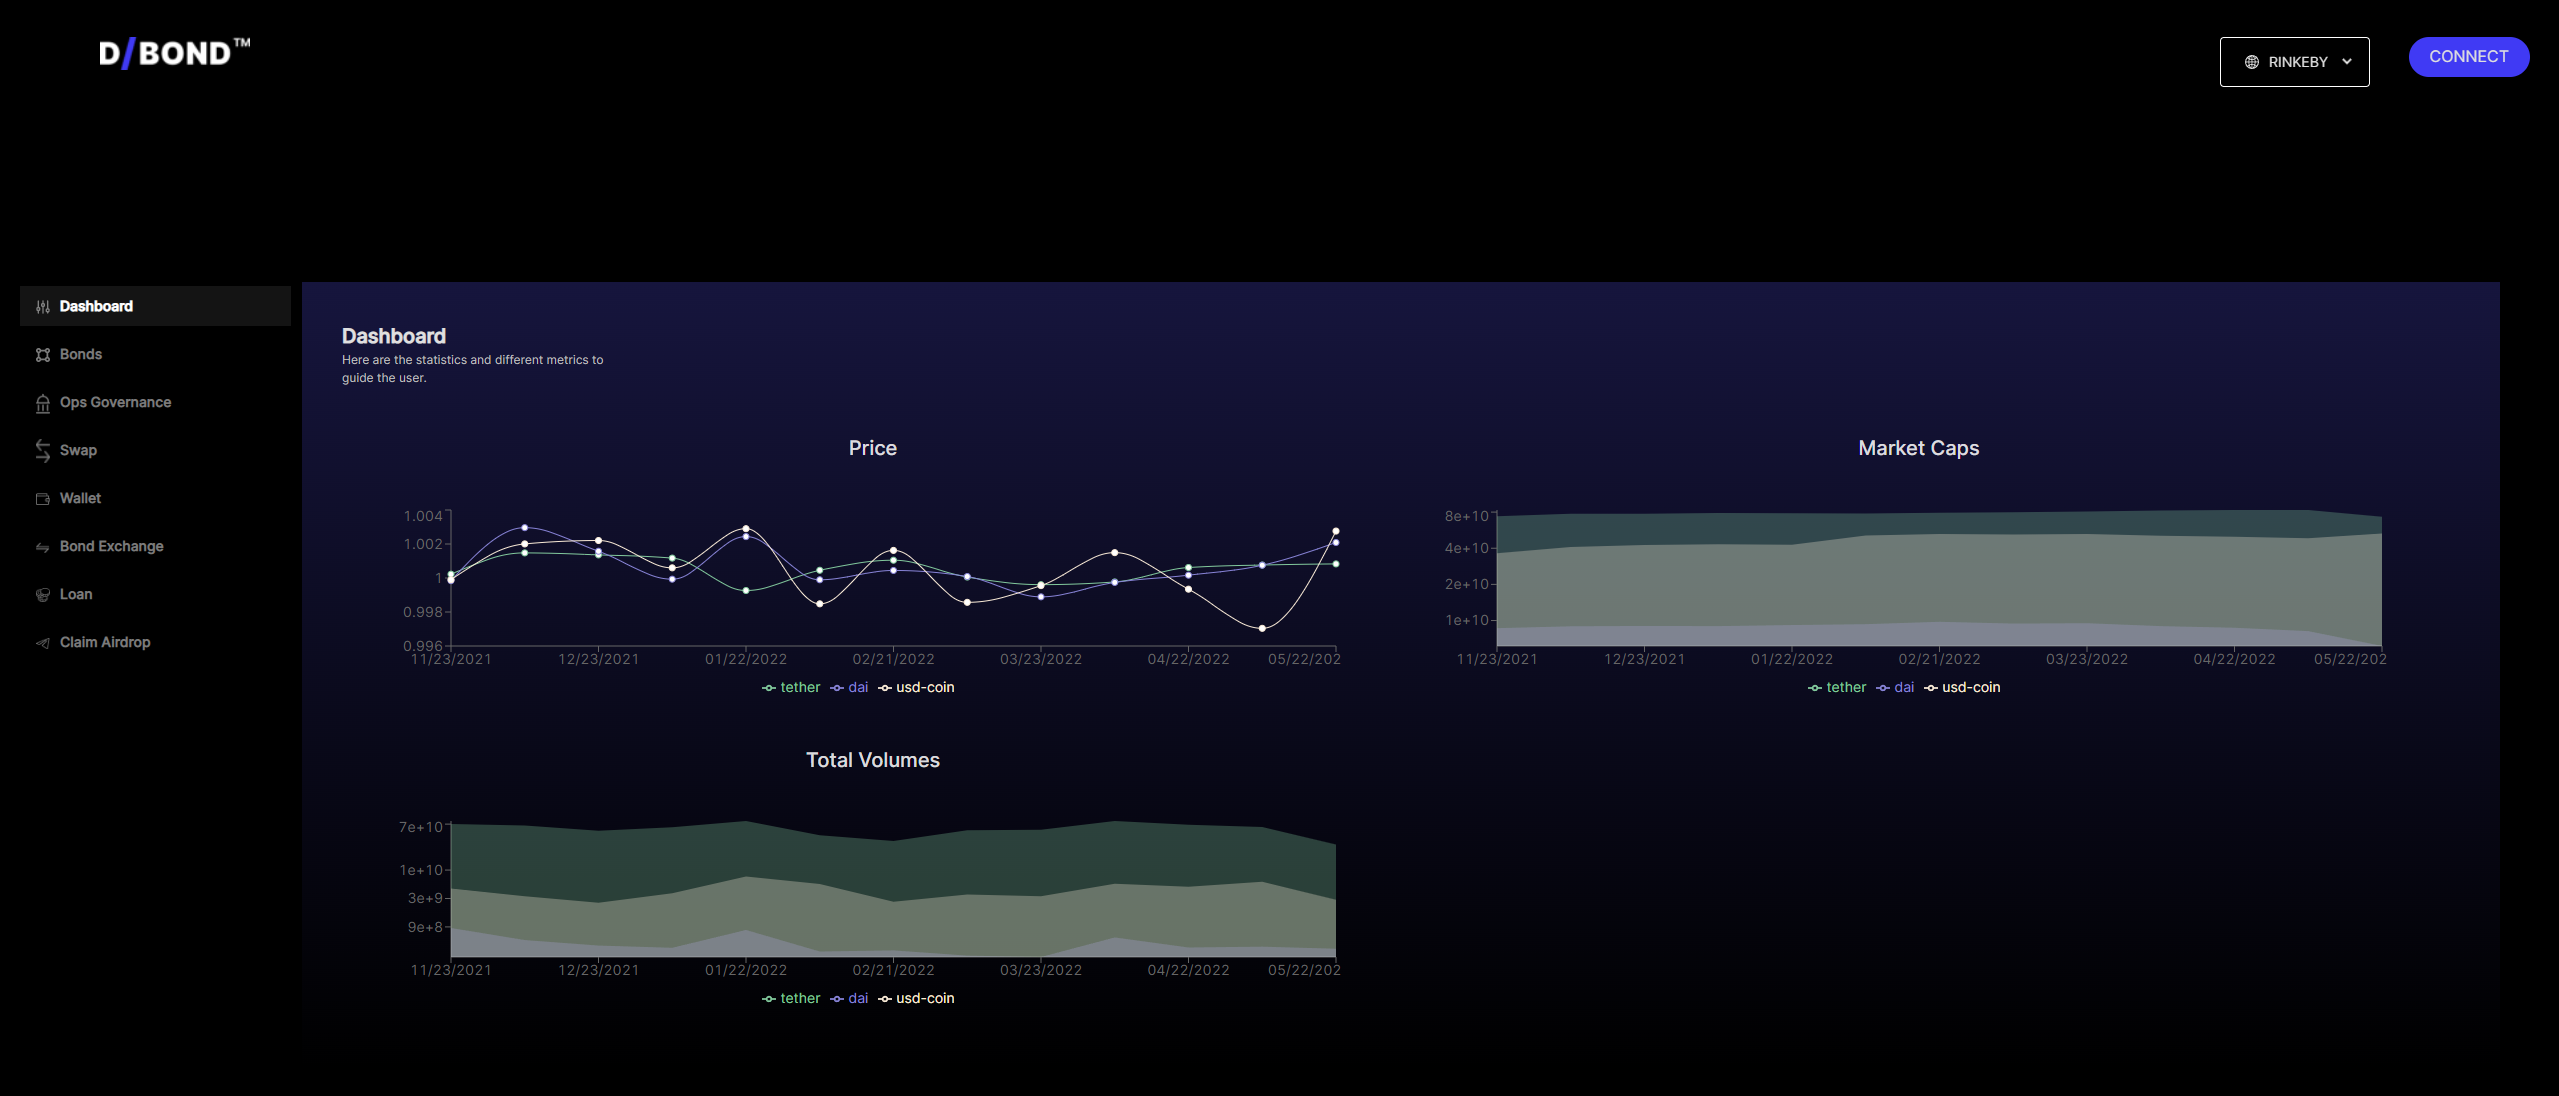 D/BOND™
RINKEBY
CONNECT
Dashboard
Bonds
Ops Governance
Swap
Wallet
Bond Exchange
Loan
Claim Airdrop
Dashboard
Here are the statistics and different metrics to
guide the user.
Price
1.004
1.002
1
0.998
0.996
11/23/2021 12/23/2021 01/22/2022 02/21/2022 03/23/2022 04/22/2022 05/22/202
tether dai usd-coin
Market Caps
8e+10
4e+10
2e+10
1e+10
11/23/2021 12/23/2021 01/22/2022 02/21/2022 03/23/2022 04/22/2022 05/22/202
tether dai usd-coin
Total Volumes
7e+10
1e+10
3e+9
9e+8
11/23/2021 12/23/2021 01/22/2022 02/21/2022 03/23/2022 04/22/2022 05/22/202
tether dai usd-coin